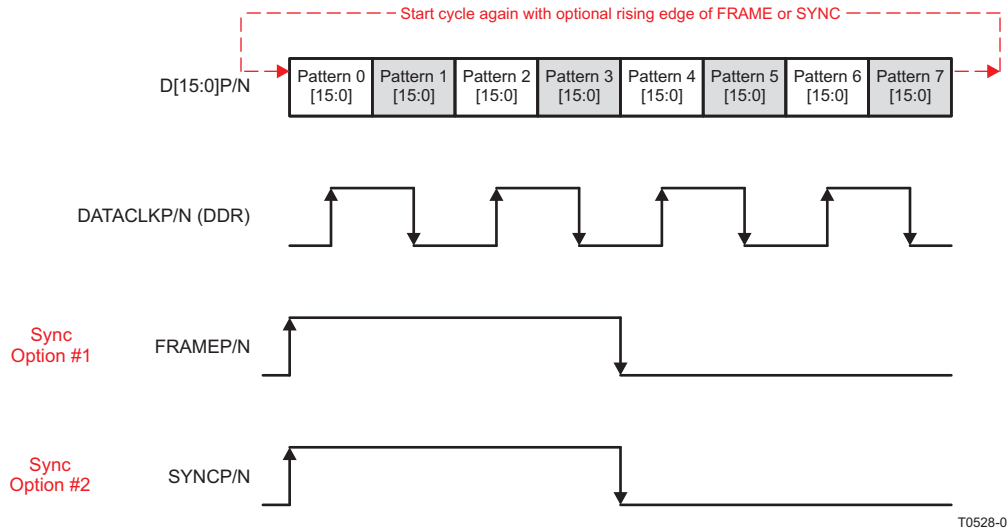 Start cycle again with optional rising edge of FRAME or SYNC
D[15:0]P/N
Pattern 0
[15:0]
Pattern 1
[15:0]
Pattern 2
[15:0]
Pattern 3
[15:0]
Pattern 4
[15:0]
Pattern 5
[15:0]
Pattern 6
[15:0]
Pattern 7
[15:0]
DATACLKP/N (DDR)
Sync
Option #1
FRAMEP/N
Sync
Option #2
SYNCP/N
T0528-0